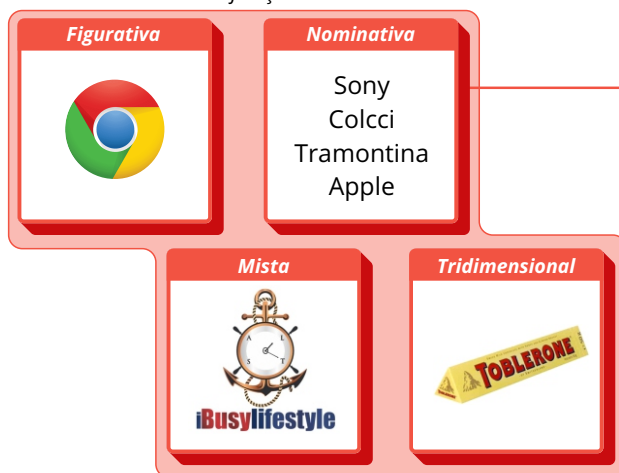 Figurativa
Nominativa
Sony
Colcci
Tramontina
Apple
Mista
Tridimensional
A L
S T
iBusylifestyle
TOBLERONE